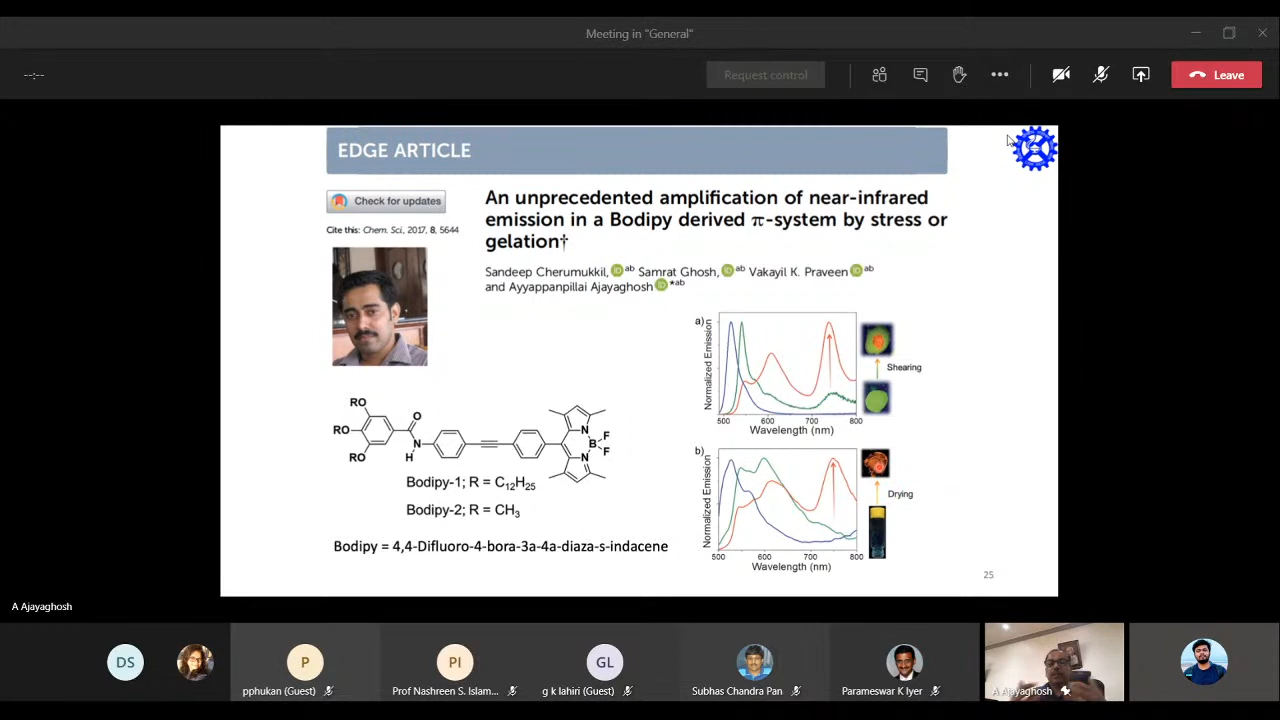 Meeting in "General"
--:--
Request control
Leave
EDGE ARTICLE
Check for updates
Cite this: Chem. Sci., 2017, 8, 5644
An unprecedented amplification of near-infrared
emission in a Bodipy derived π-system by stress or
gelation†
Sandeep Cherumukkil, iD ab Samrat Ghosh, iD ab Vakayil K. Praveen iD ab
and Ayyappanpillai Ajayaghosh iD *ab
a)
Normalized Emission
500 600 700 800
Wavelength (nm)
Shearing
RO
RO
RO
O
N
H
N
N
B
F
F
Bodipy-1; R = C12H25
Bodipy-2; R = CH3
Bodipy = 4,4-Difluoro-4-bora-3a-4a-diaza-s-indacene
b)
Normalized Emission
500 600 700 800
Wavelength (nm)
Drying
25
A Ajayaghosh
DS
P
pphukan (Guest)
PI
Prof Nashreen S. Islam...
GL
g k lahiri (Guest)
Subhas Chandra Pan
Parameswar K Iyer
A Ajayaghosh